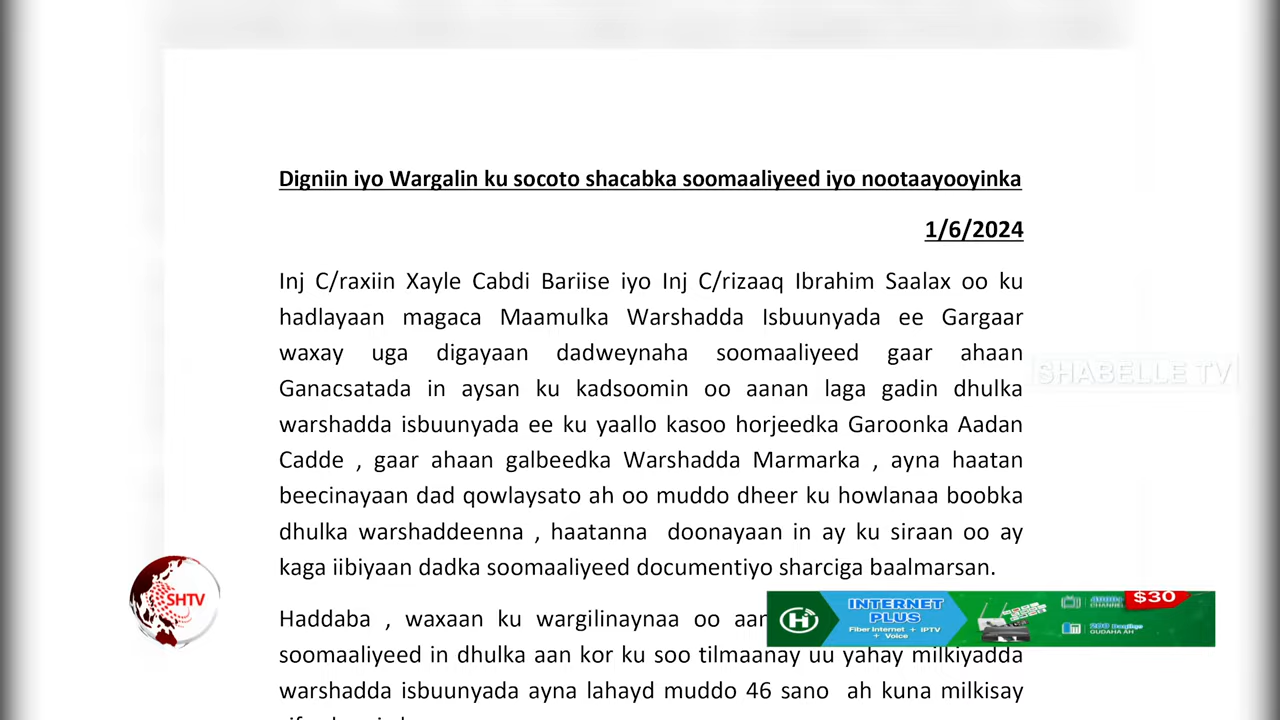 Digniin iyo Wargalin ku socoto shacabka soomaaliyeed iyo nootaayooyinka
1/6/2024
Inj C/raxiin Xayle Cabdi Bariise iyo Inj C/rizaaq Ibrahim Saalax oo ku
hadlayaan magaca Maamulka Warshadda Isbuunyada ee Gargaar
waxay uga digayaan dadweynaha soomaaliyeed gaar ahaan
Ganacsatada in aysan ku kadsoomin oo aanan laga gadin dhulka
SHABELLE TV
warshadda isbuunyada ee ku yaallo kasoo horjeedka Garoonka Aadan
Cadde , gaar ahaan galbeedka Warshadda Marmarka , ayna haatan
beecinayaan dad qowlaysato ah oo muddo dheer ku howlanaa boobka
dhulka warshaddeenna , haatanna doonayaan in ay ku siraan oo ay
kaga iibiyaan dadka soomaaliyeed documentiyo sharciga baalmarsan.
SHTV
Haddaba , waxaan ku wargilinaynaa oo
soomaaliyeed in dhulka aan kor ku soo tilmaanay uu yahay milkiyadda
warshadda isbuunyada ayna lahayd muddo 46 sano ah kuna milkisay
INTERNET
PLUS
Fiber Internet + IPTV
+ Voice
$30